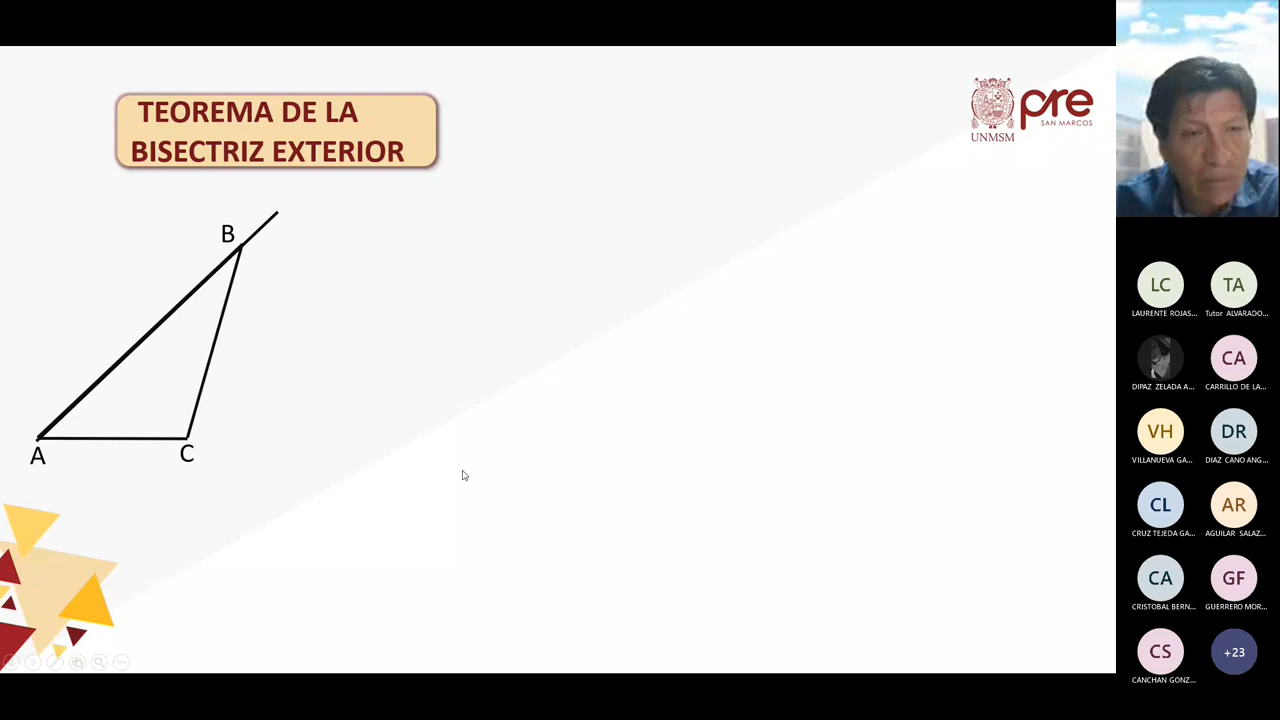 TEOREMA DE LA
BISECTRIZ EXTERIOR
UNMSM
pre
SAN MARCOS
B
A
C
LC
LAURENTE ROJAS...
TA
Tutor ALVARADO...
DIPAZ ZELADA A...
CA
CARRILLO DE LA...
VH
VILLANUEVA GA...
DR
DIAZ CANO ANG...
CL
CRUZ TEJEDA GA...
AR
AGUILAR SALAZ...
CA
CRISTOBAL BERN...
GF
GUERRERO MOR...
CS
CANCHAN GONZ...
+23